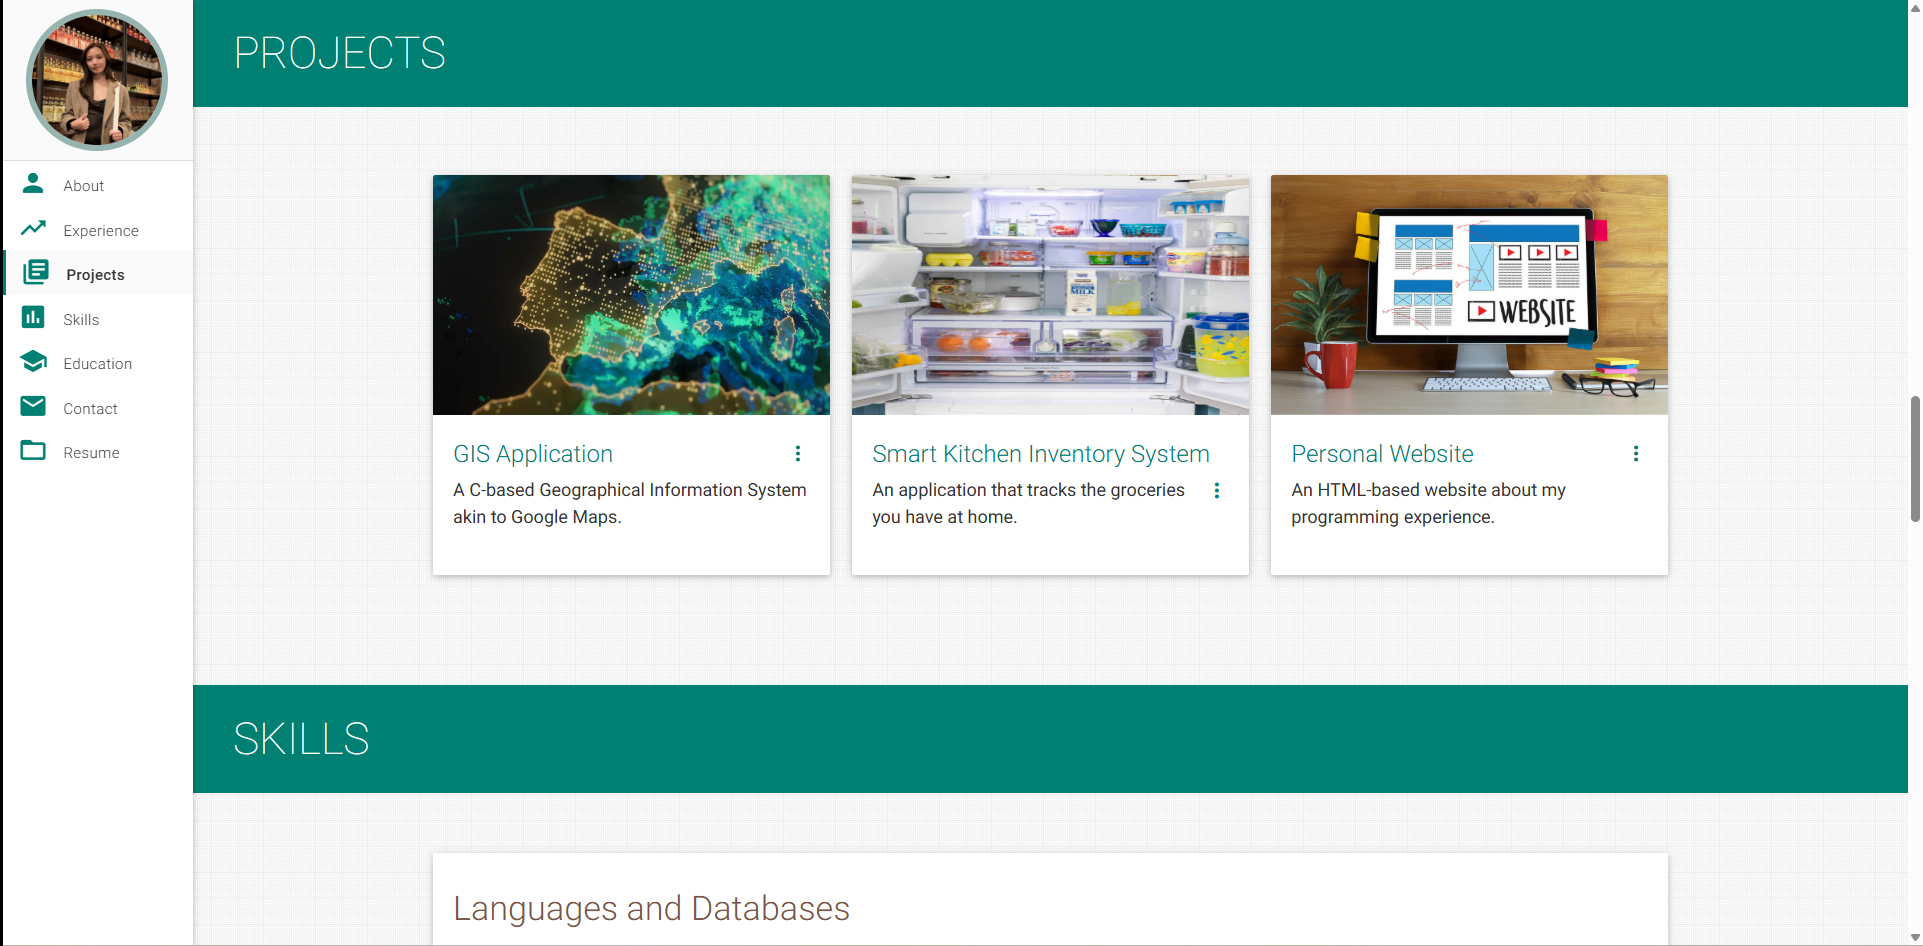 PROJECTS
About
Experience
Projects
Skills
Education
Contact
Resume
WEBSITE
MILK
GIS Application
A C-based Geographical Information System
akin to Google Maps.
Smart Kitchen Inventory System
An application that tracks the groceries
you have at home.
Personal Website
An HTML-based website about my
programming experience.
SKILLS
Languages and Databases